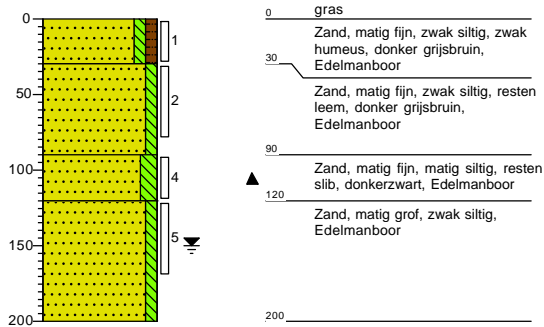 0
50
100
150
200
1
2
4
5
0
gras
Zand, matig fijn, zwak siltig, zwak
humeus, donker grijsbruin,
Edelmanboor
30
Zand, matig fijn, zwak siltig, resten
leem, donker grijsbruin,
Edelmanboor
90
Zand, matig fijn, matig siltig, resten
slib, donkerzwart, Edelmanboor
120
Zand, matig grof, zwak siltig,
Edelmanboor
200